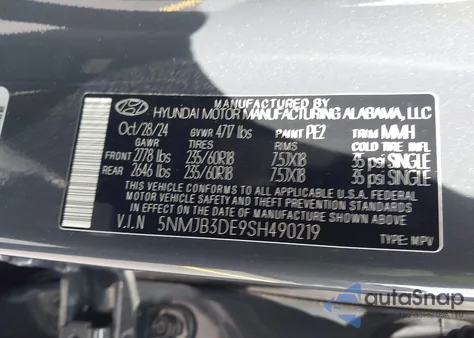 MANUFACTURED BY
HYUNDAI MOTOR MANUFACTURING ALABAMA, LLC
Oct/28/24 GVWR 4717 lbs PAINT PE2 TRIM MMH
GAWR TIRES RIMS COLD TIRE INFL
FRONT 2778 lbs 235/60R18 7.5JX18 35 psi SINGLE
REAR 2646 lbs 235/60R18 7.5JX18 35 psi SINGLE
THIS VEHICLE CONFORMS TO ALL APPLICABLE U.S.A. FEDERAL
MOTOR VEHICLE SAFETY AND THEFT PREVENTION STANDARDS
IN EFFECT ON THE DATE OF MANUFACTURE SHOWN ABOVE
V.I.N 5NMJB3DE9SH490219 TYPE: MPV
autoSnap